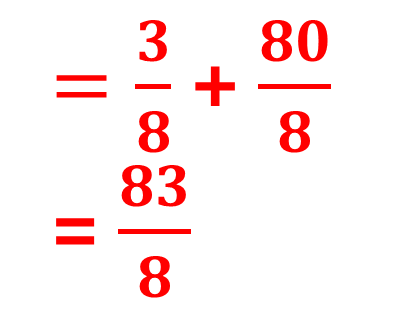 = 3/8 + 80/8
= 83/8